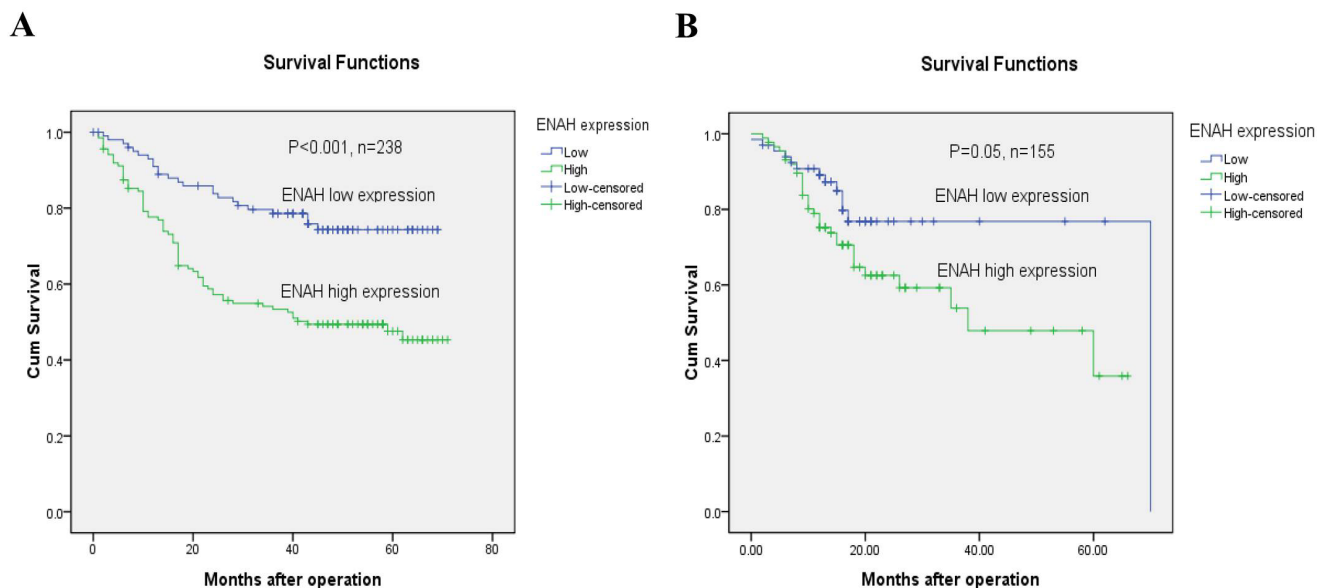 A
Survival Functions
P<0.001, n=238
ENAH low expression
ENAH high expression
ENAH expression
Low
High
Low-censored
High-censored
Cum Survival
1.0
0.8
0.6
0.4
0.2
0.0
0
20
40
60
80
Months after operation
B
Survival Functions
P=0.05, n=155
ENAH low expression
ENAH high expression
ENAH expression
Low
High
Low-censored
High-censored
Cum Survival
1.0
0.8
0.6
0.4
0.2
0.0
0.00
20.00
40.00
60.00
Months after operation